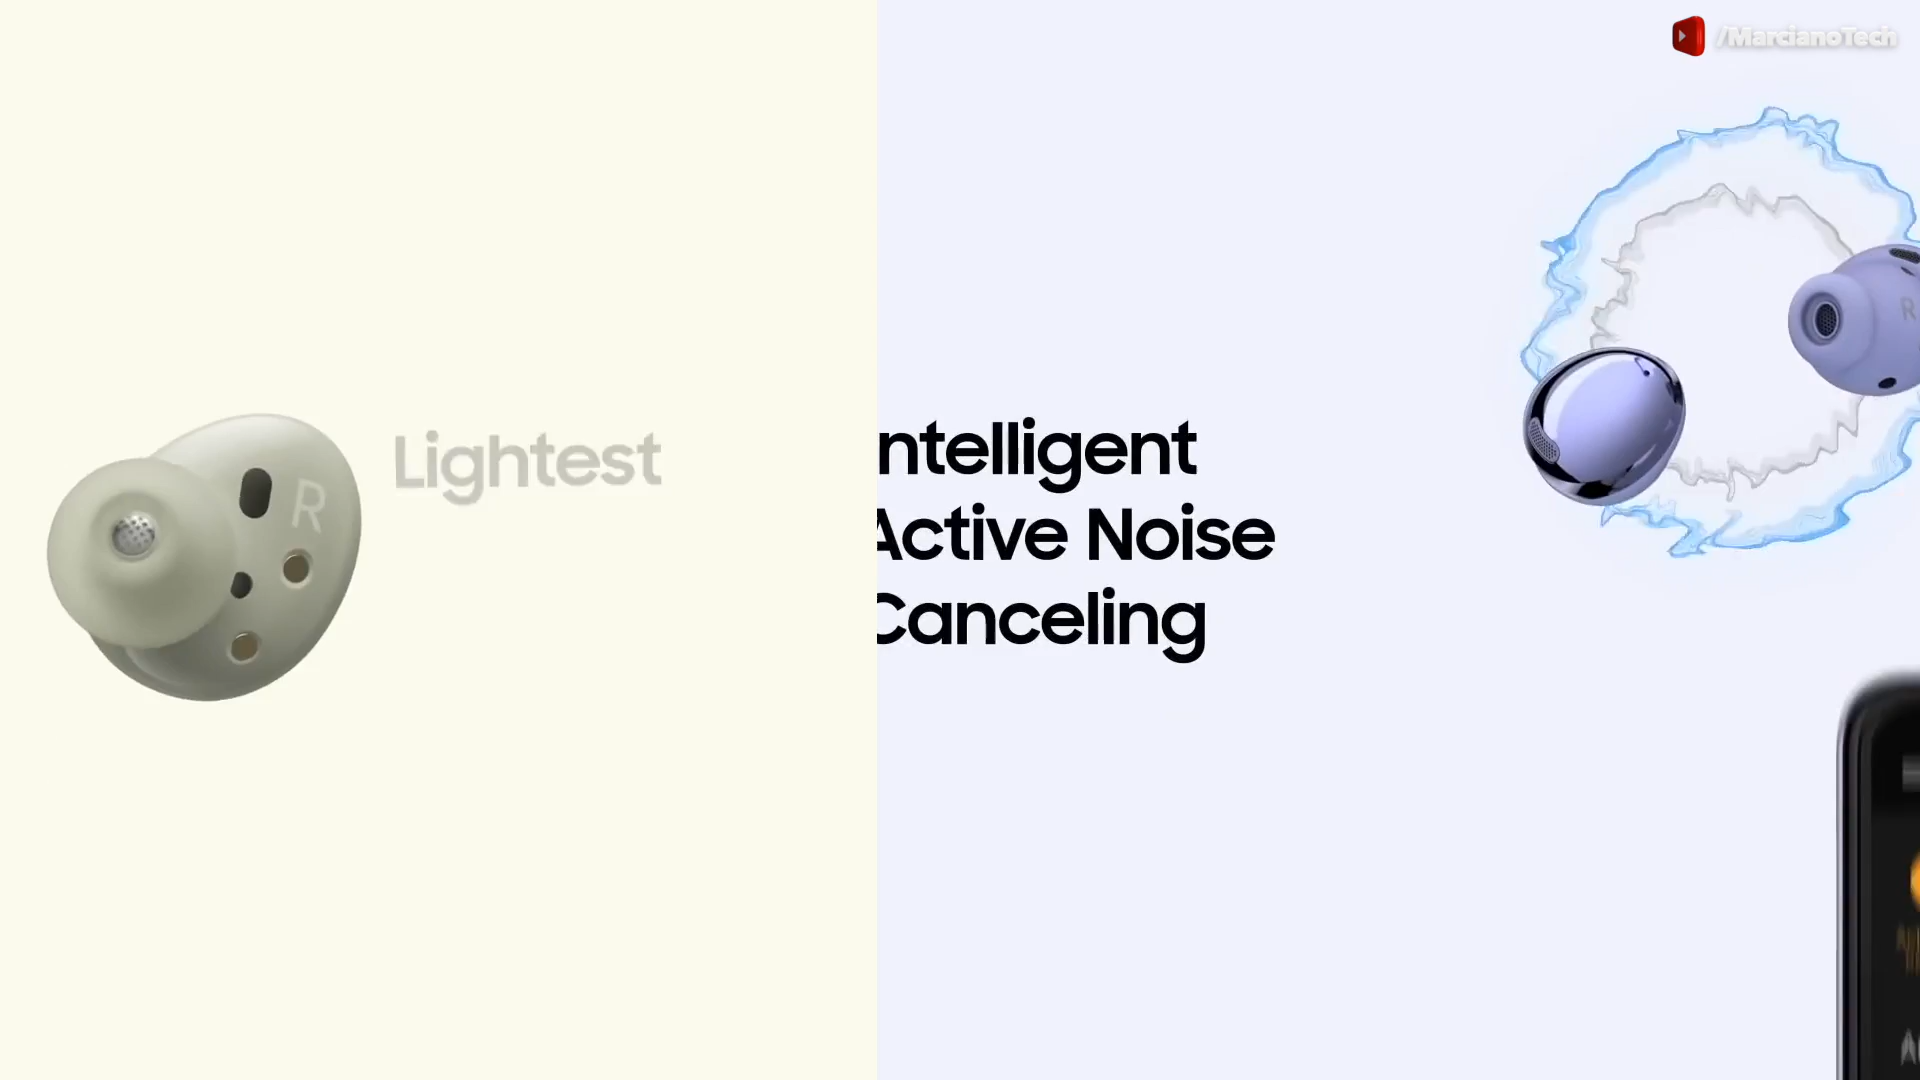 /MarcianoTech
R
Lightest
ntelligent
Active Noise
Canceling
R